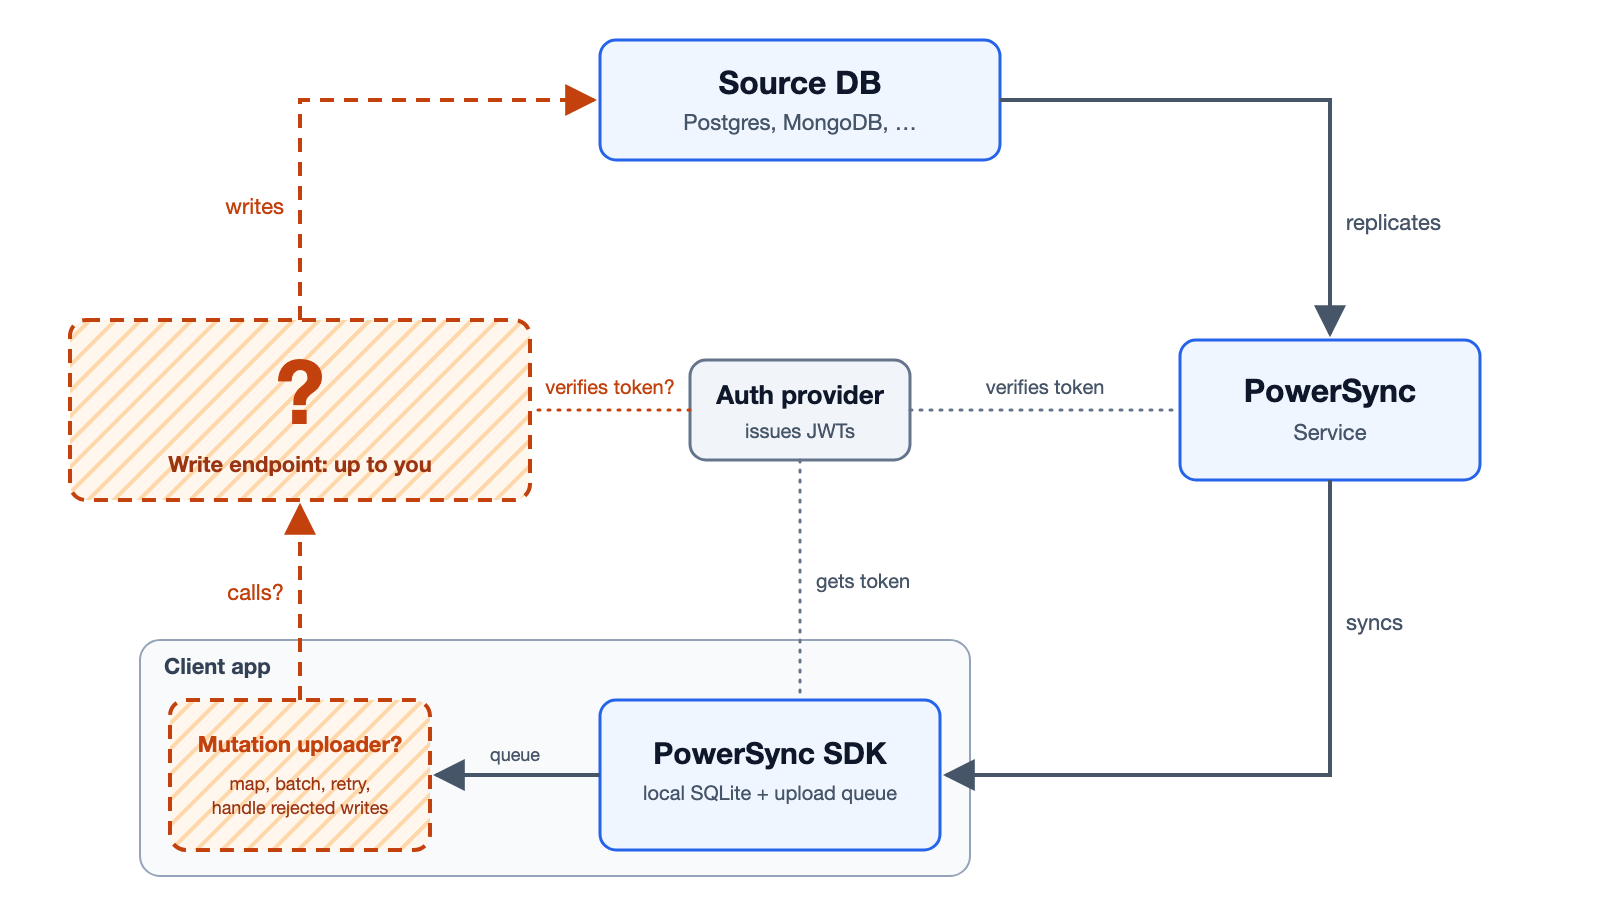 Source DB
Postgres, MongoDB, …
writes
replicates
?
Write endpoint: up to you
verifies token?
Auth provider
issues JWTs
verifies token
PowerSync
Service
calls?
gets token
syncs
Client app
Mutation uploader?
map, batch, retry,
handle rejected writes
queue
PowerSync SDK
local SQLite + upload queue